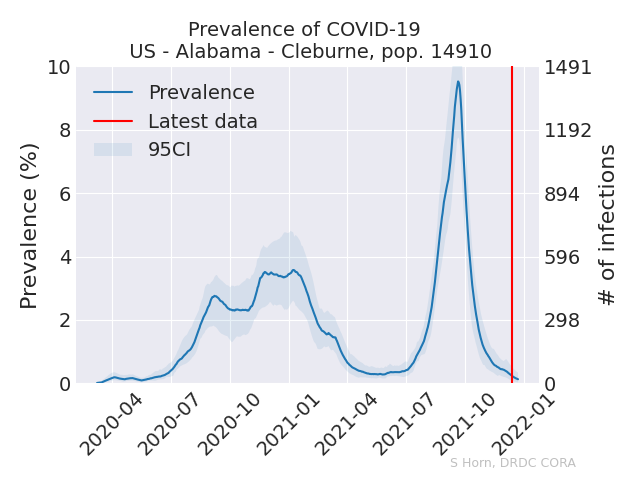 Prevalence of COVID-19
US - Alabama - Cleburne, pop. 14910
Prevalence
Latest data
95CI
Prevalence (%)
10
8
6
4
2
0
1491
1192
894
596
298
0
# of infections
2020-04
2020-07
2020-10
2021-01
2021-04
2021-07
2021-10
2022-01
S Horn, DRDC CORA